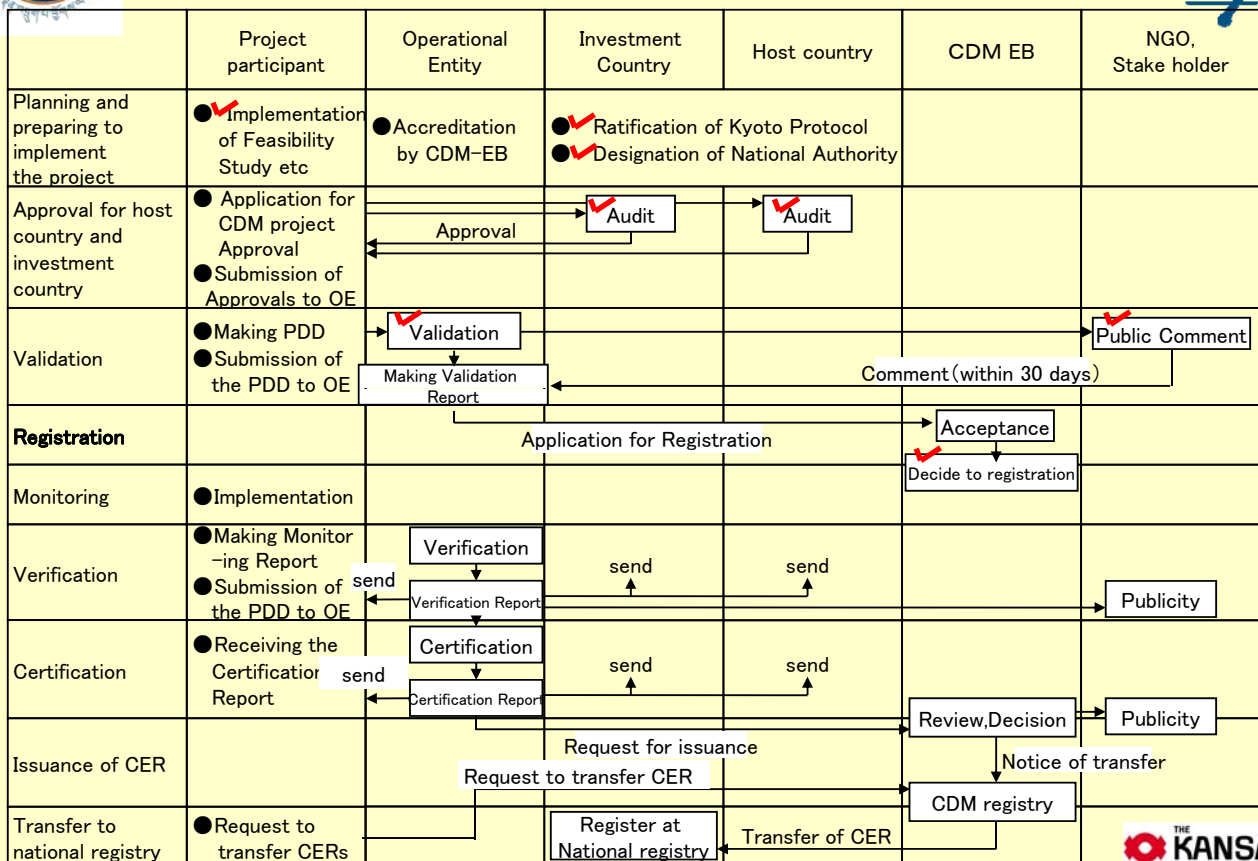 Project
participant
Operational
Entity
Investment
Country
Host country
CDM EB
NGO,
Stake holder
Planning and
preparing to
implement
the project
●Implementation
of Feasibility
Study etc
●Accreditation
by CDM-EB
●Ratification of Kyoto Protocol
●Designation of National Authority
Approval for host
country and
investment
country
● Application for
CDM project
Approval
●Submission of
Approvals to OE
Approval
Audit
Audit
Validation
●Making PDD
●Submission of
the PDD to OE
Validation
Making Validation
Report
Public Comment
Comment(within 30 days)
Registration
Application for Registration
Acceptance
Decide to registration
Monitoring
●Implementation
Verification
●Making Monitor
-ing Report
●Submission of
the PDD to OE
send
Verification
Verification Report
send
send
Publicity
Certification
●Receiving the
Certification
Report
send
Certification
Certification Report
send
send
Review,Decision
Publicity
Issuance of CER
Request for issuance
Notice of transfer
Request to transfer CER
CDM registry
Transfer to
national registry
●Request to
transfer CERs
Register at
National registry
Transfer of CER
THE
KANSA